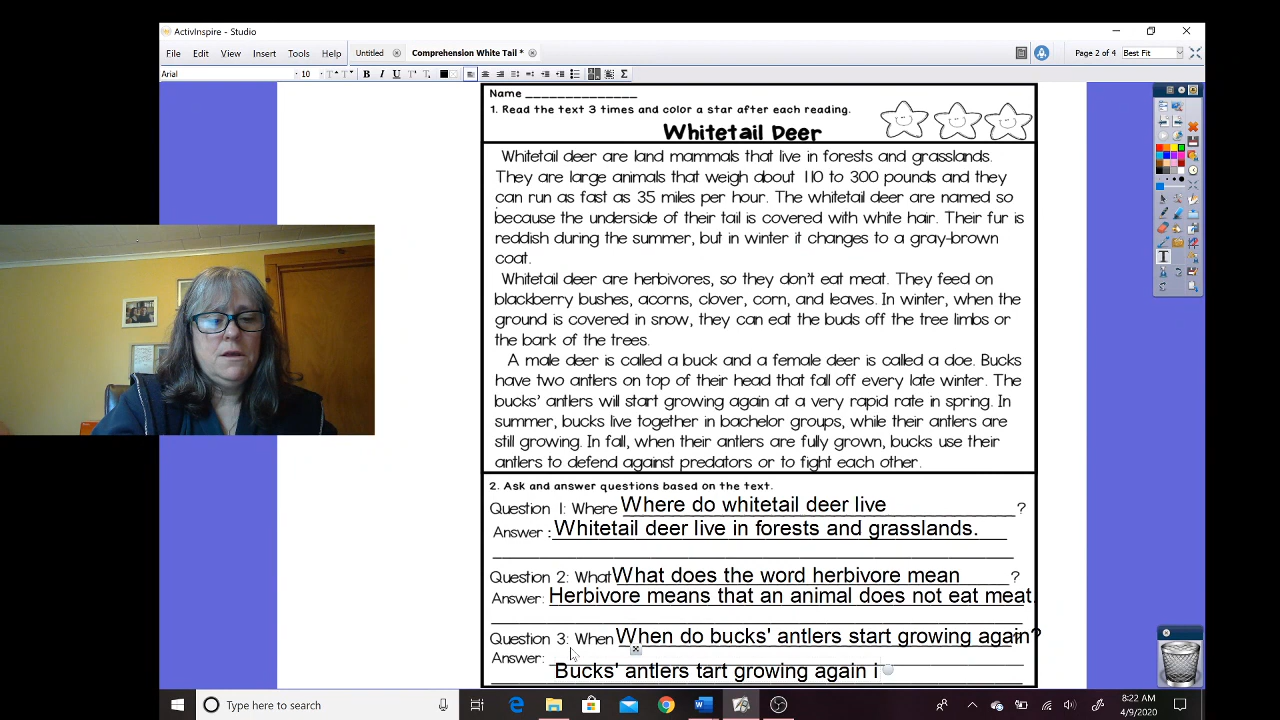 ActivInspire - Studio
File Edit View Insert Tools Help Untitled Comprehension White Tail * Page 2 of 4 Best Fit
Arial 10 B I U
Name ______________
1. Read the text 3 times and color a star after each reading.
Whitetail Deer
Whitetail deer are land mammals that live in forests and grasslands.
They are large animals that weigh about 110 to 300 pounds and they
can run as fast as 35 miles per hour. The whitetail deer are named so
because the underside of their tail is covered with white hair. Their fur is
reddish during the summer, but in winter it changes to a gray-brown
coat.
Whitetail deer are herbivores, so they don't eat meat. They feed on
blackberry bushes, acorns, clover, corn, and leaves. In winter, when the
ground is covered in snow, they can eat the buds off the tree limbs or
the bark of the trees.
A male deer is called a buck and a female deer is called a doe. Bucks
have two antlers on top of their head that fall off every late winter. The
bucks' antlers will start growing again at a very rapid rate in spring. In
summer, bucks live together in bachelor groups, while their antlers are
still growing. In fall, when their antlers are fully grown, bucks use their
antlers to defend against predators or to fight each other.
2. Ask and answer questions based on the text.
Question 1: Where Where do whitetail deer live ?
Answer : Whitetail deer live in forests and grasslands.
Question 2: What What does the word herbivore mean ?
Answer: Herbivore means that an animal does not eat meat.
Question 3: When When do bucks' antlers start growing again?
Answer:
Bucks' antlers tart growing again i
Type here to search
8:22 AM
4/9/2020